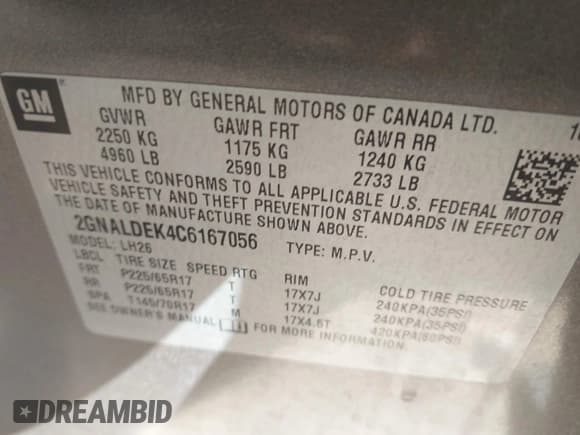 GM
MFD BY GENERAL MOTORS OF CANADA LTD.
GVWR GAWR FRT GAWR RR
2250 KG 1175 KG 1240 KG
4960 LB 2590 LB 2733 LB
THIS VEHICLE CONFORMS TO ALL APPLICABLE U.S. FEDERAL MOTOR
VEHICLE SAFETY AND THEFT PREVENTION STANDARDS IN EFFECT ON
THE DATE OF MANUFACTURE SHOWN ABOVE.
2GNALDEK4C6167056 TYPE: M.P.V.
MODEL: LH26
LBCL TIRE SIZE SPEED RTG RIM COLD TIRE PRESSURE
FRT P225/65R17 T 17X7J 240KPA(35PSI)
RR P225/65R17 T 17X7J 240KPA(35PSI)
SPA T145/70R17 M 17X4.5T 420KPA(60PSI)
SEE OWNER'S MANUAL FOR MORE INFORMATION
DREAMBID